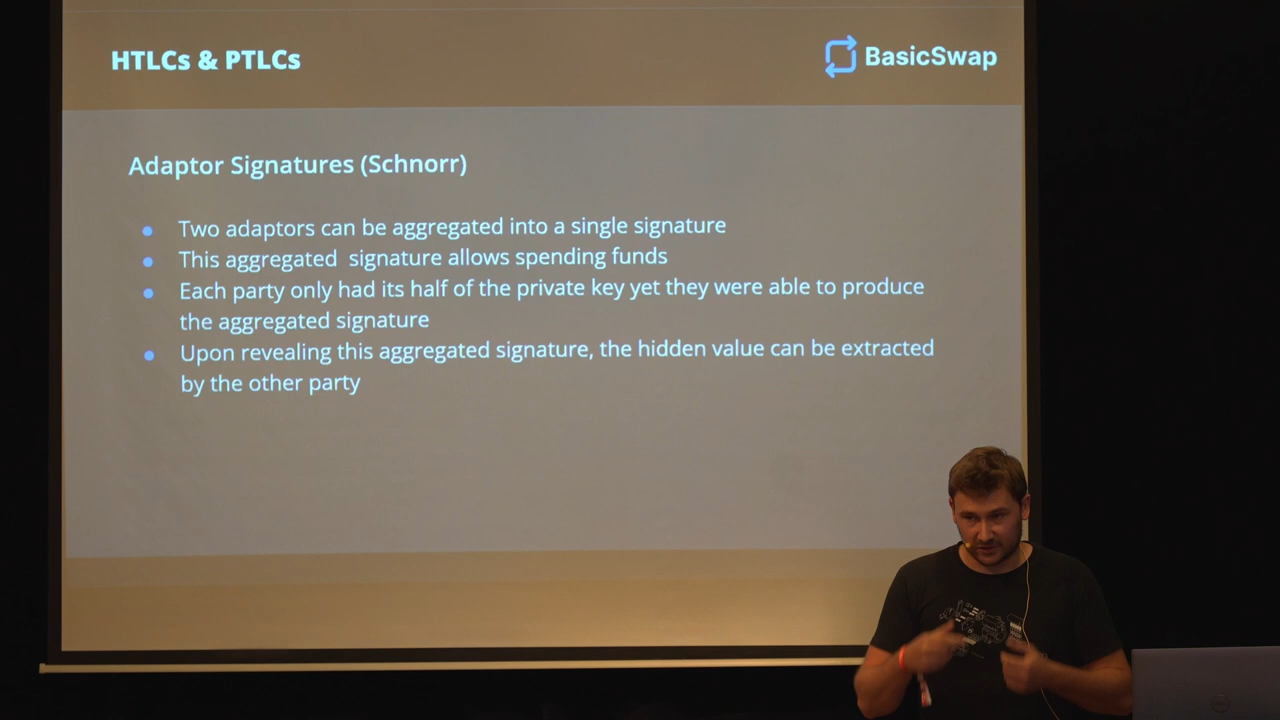 HTLCs & PTLCs
BasicSwap
Adaptor Signatures (Schnorr)
Two adaptors can be aggregated into a single signature
This aggregated signature allows spending funds
Each party only had its half of the private key yet they were able to produce
the aggregated signature
Upon revealing this aggregated signature, the hidden value can be extracted
by the other party